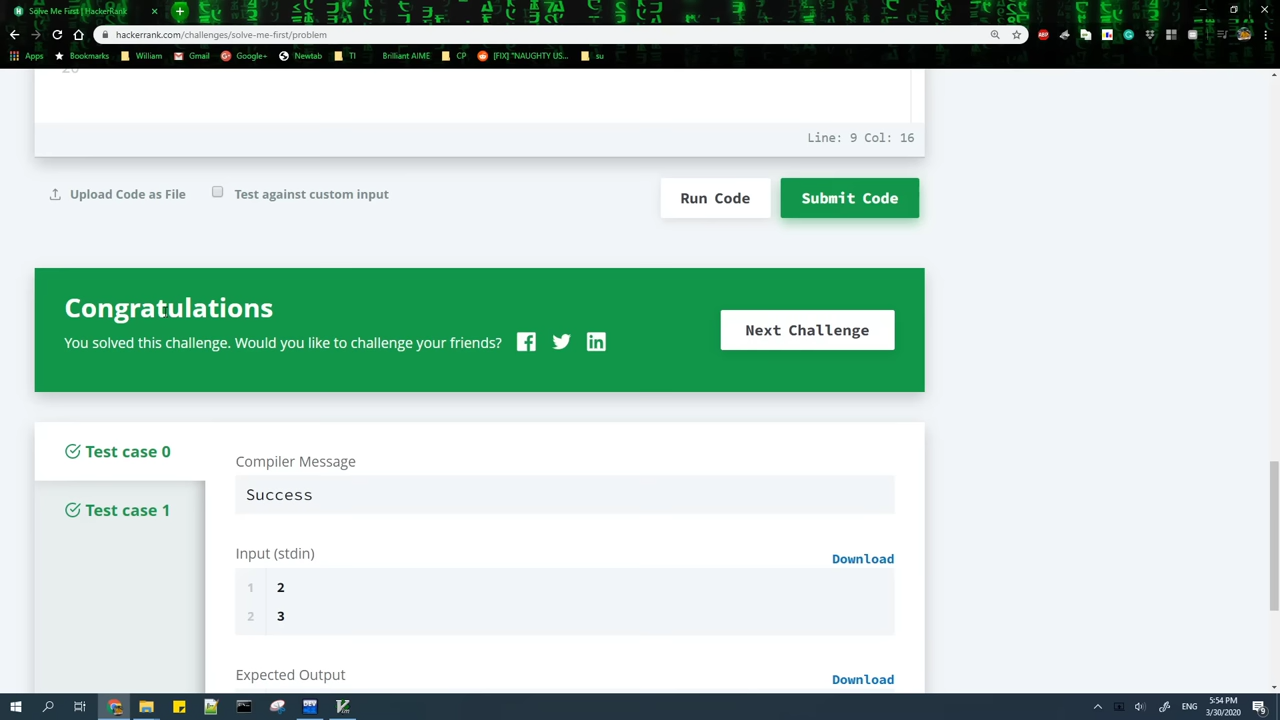 Solve Me First | HackerRank
hackerrank.com/challenges/solve-me-first/problem
Apps Bookmarks William Gmail Google+ Newtab TI Brilliant AIME CP [FIX] "NAUGHTY US... su
Line: 9 Col: 16
Upload Code as File Test against custom input Run Code Submit Code
Congratulations
You solved this challenge. Would you like to challenge your friends?
Next Challenge
Test case 0
Test case 1
Compiler Message
Success
Input (stdin) Download
1 2
2 3
Expected Output Download
ENG 5:54 PM
3/30/2020